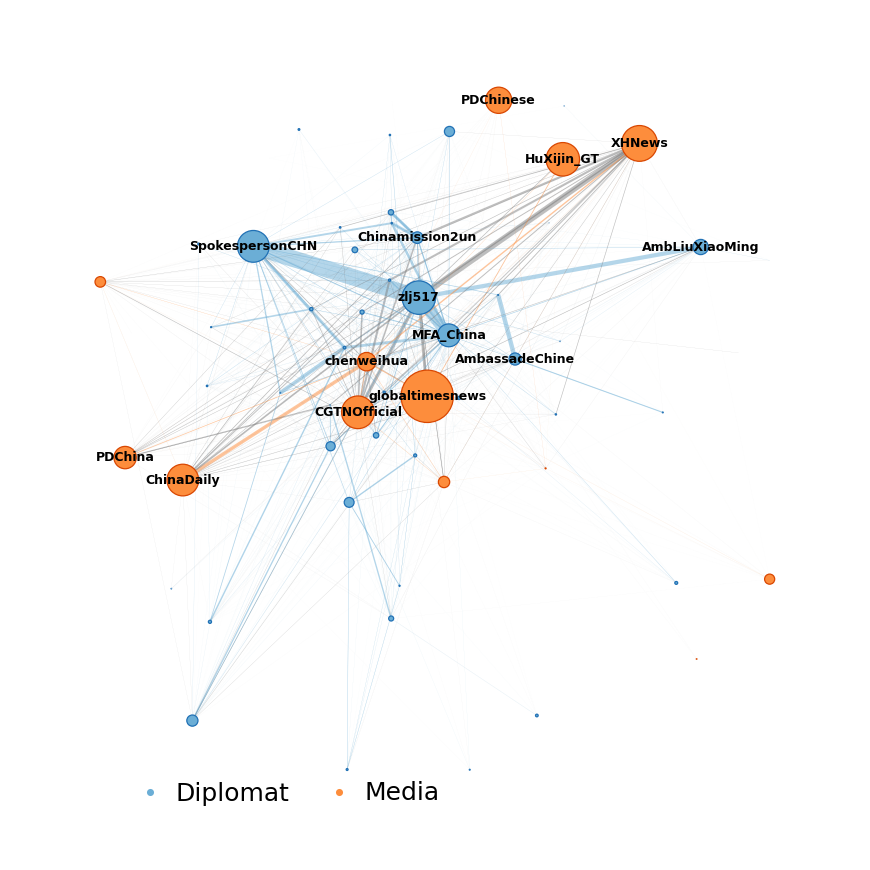 PDChinese
XHNews
HuXijin_GT
Chinamission2un
SpokespersonCHN
AmbLiuXiaoMing
zlj517
MFA_China
AmbassadeChine
chenweihua
globaltimesnews
CGTNOfficial
PDChina
ChinaDaily
Diplomat
Media